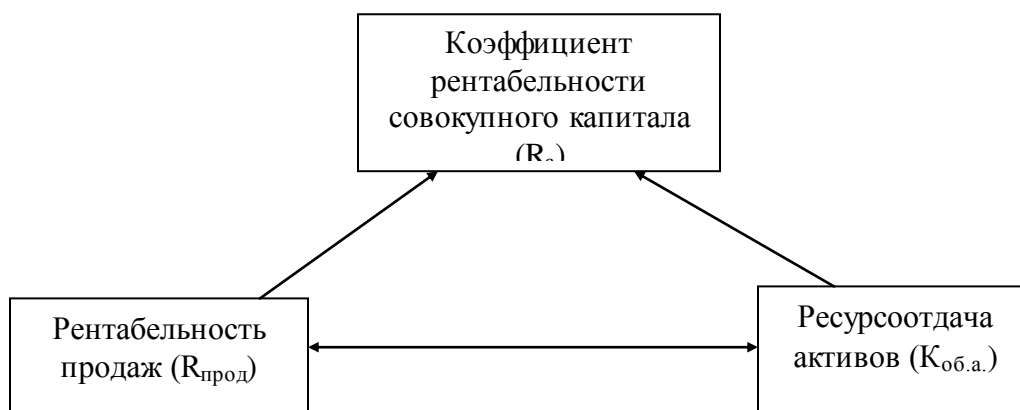 Коэффициент
рентабельности
совокупного капитала
Рентабельность
продаж (Rпрод)
Ресурсоотдача
активов (Kоб.а.)